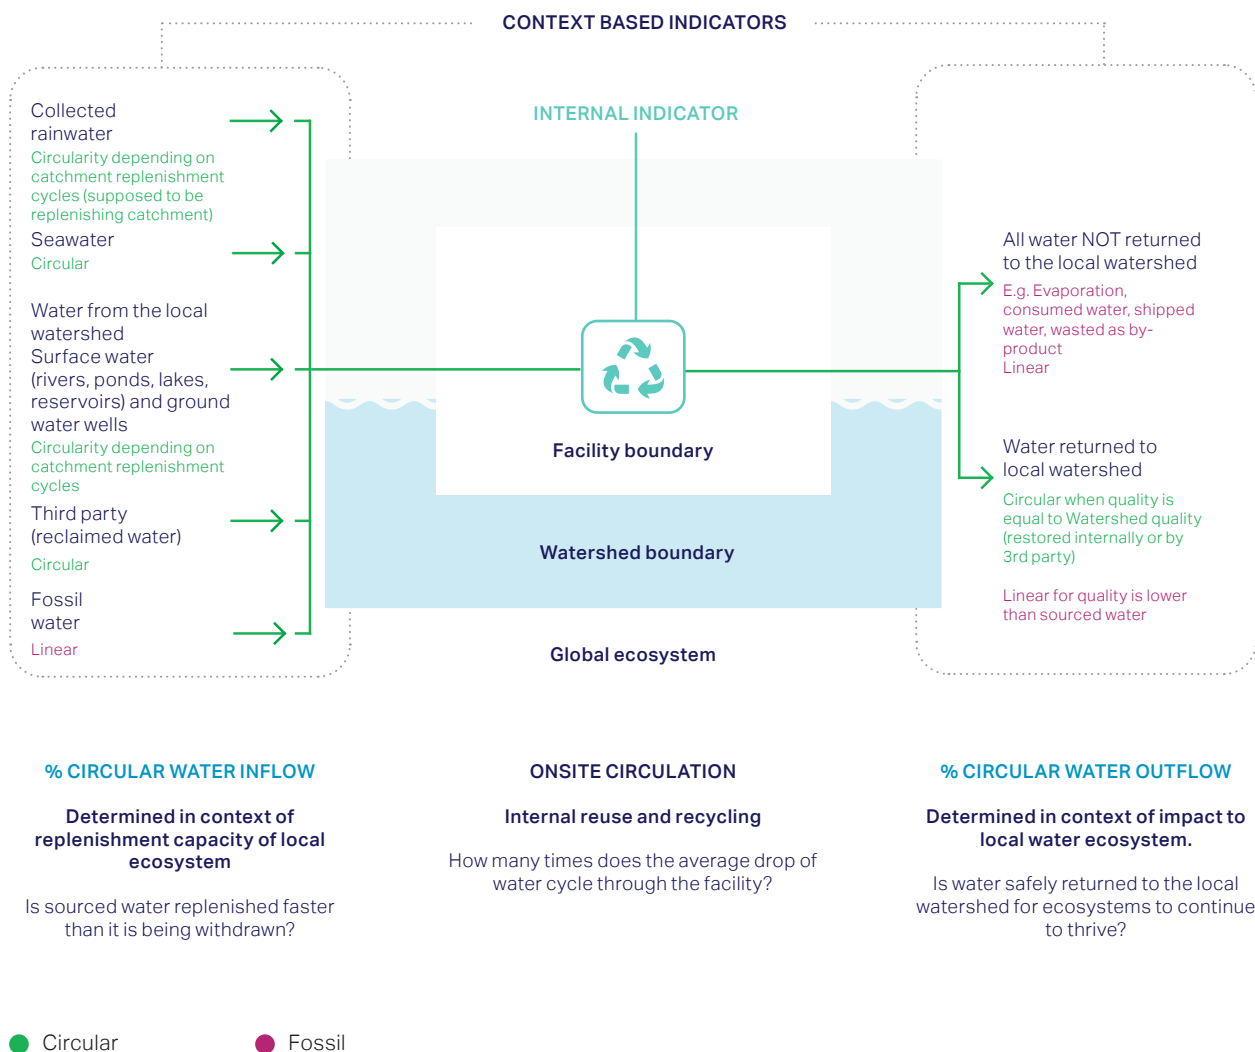 CONTEXT BASED INDICATORS
Collected
rainwater
Circularity depending on
catchment replenishment
cycles (supposed to be
replenishing catchment)
Seawater
Circular
Water from the local
watershed
Surface water
(rivers, ponds, lakes,
reservoirs) and ground
water wells
Circularity depending on
catchment replenishment
cycles
Third party
(reclaimed water)
Circular
Fossil
water
Linear
INTERNAL INDICATOR
Facility boundary
Watershed boundary
Global ecosystem
All water NOT returned
to the local watershed
E.g. Evaporation,
consumed water, shipped
water, wasted as by-
product
Linear
Water returned to
local watershed
Circular when quality is
equal to Watershed quality
(restored internally or by
3rd party)
Linear for quality is lower
than sourced water
% CIRCULAR WATER INFLOW
Determined in context of
replenishment capacity of local
ecosystem
Is sourced water replenished faster
than it is being withdrawn?
ONSITE CIRCULATION
Internal reuse and recycling
How many times does the average drop of
water cycle through the facility?
% CIRCULAR WATER OUTFLOW
Determined in context of impact to
local water ecosystem.
Is water safely returned to the local
watershed for ecosystems to continue
to thrive?
Circular
Fossil